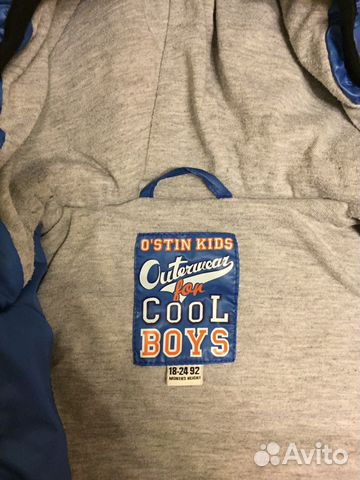 O'STIN KIDS
Outerwear
for
COOL
BOYS
18-24 92
MONTHS HEIGHT
Avito